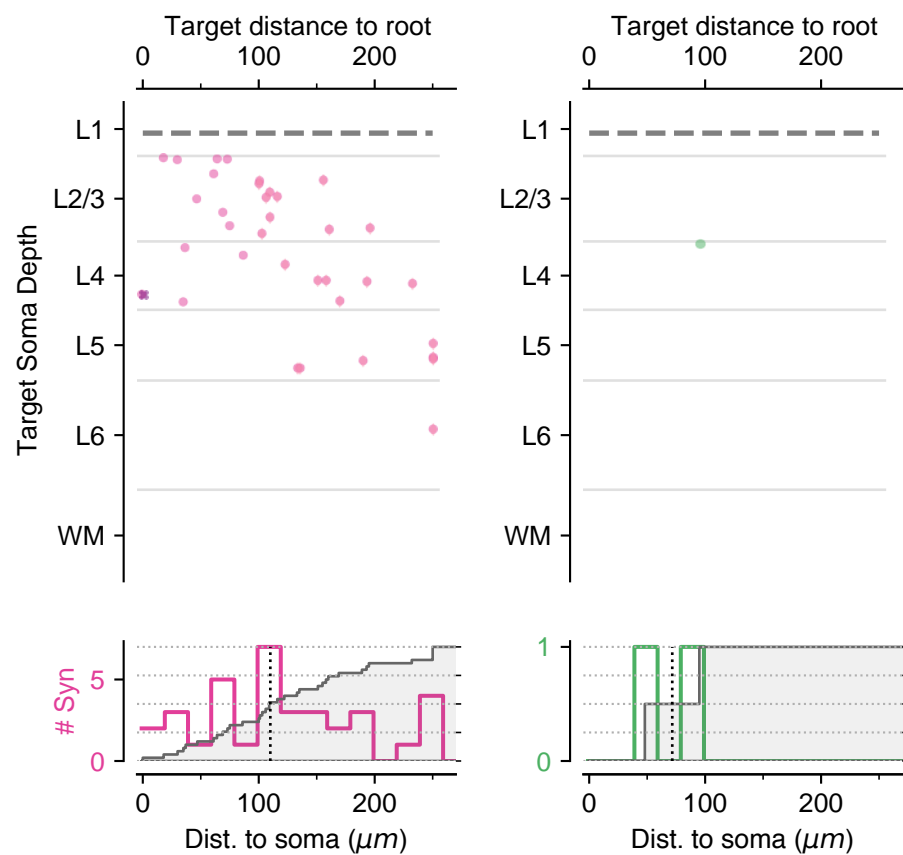 Target distance to root Target distance to root
0 100 200 0 100 200
L1 L1
L2/3 L2/3
L4 L4
L5 L5
L6 L6
WM WM
Target Soma Depth
# Syn
5
0
1
0
0 100 200 0 100 200
Dist. to soma (μm) Dist. to soma (μm)